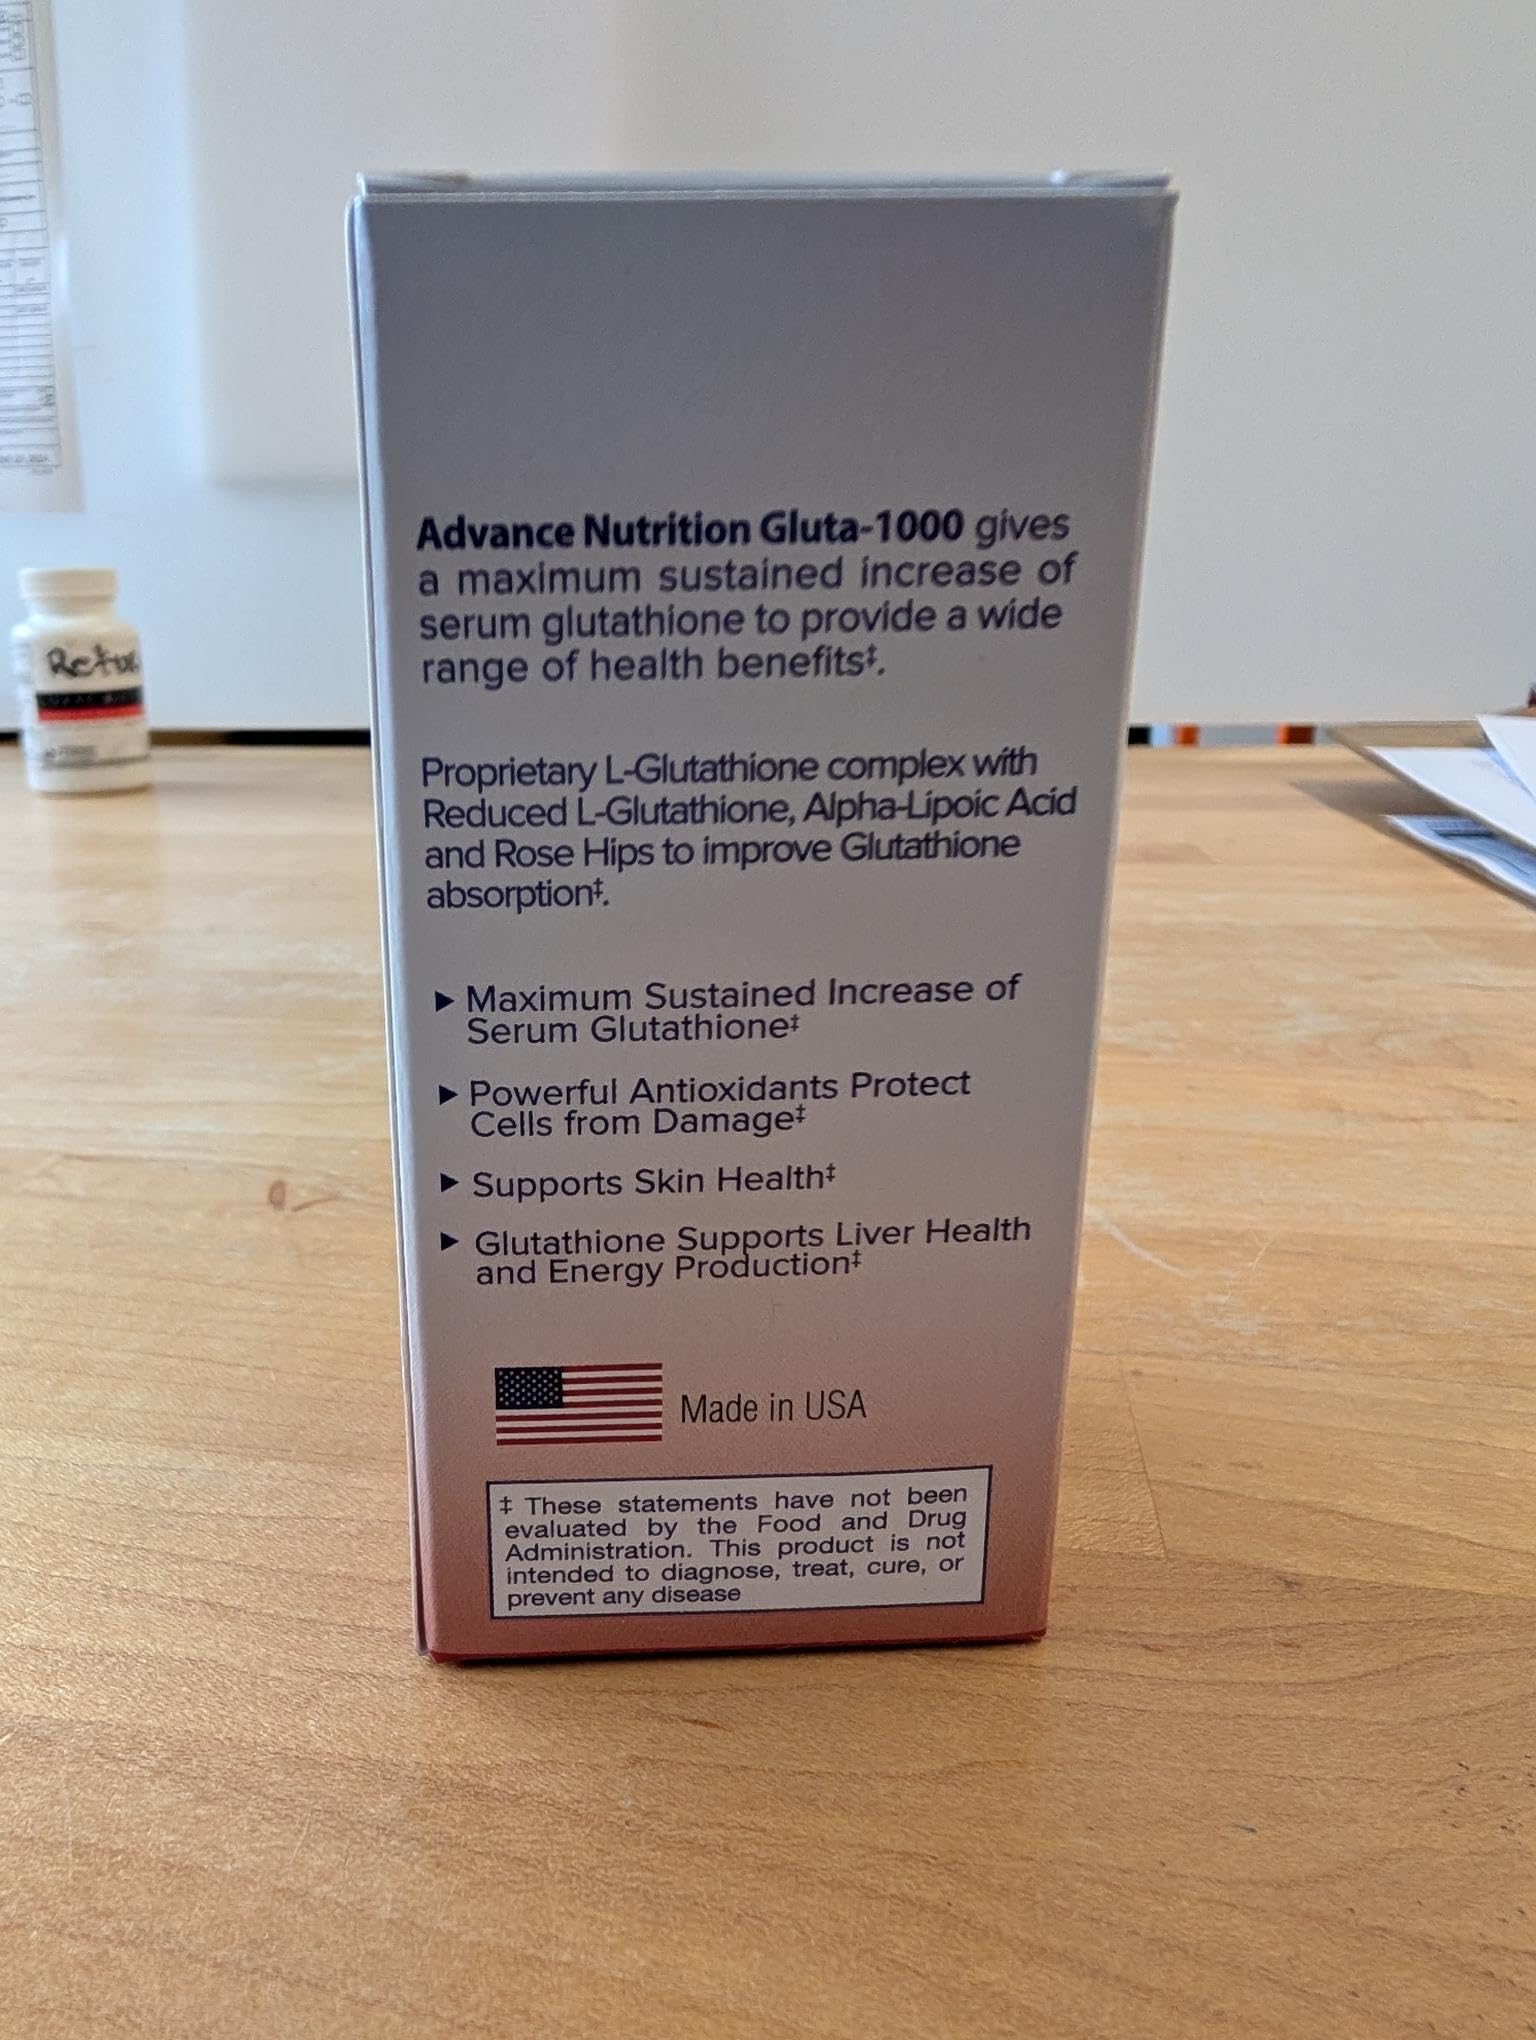 Advance Nutrition Gluta-1000 gives
a maximum sustained increase of
serum glutathione to provide a wide
range of health benefits‡.
Proprietary L-Glutathione complex with
Reduced L-Glutathione, Alpha-Lipoic Acid
and Rose Hips to improve Glutathione
absorption‡.
► Maximum Sustained Increase of
Serum Glutathione‡
► Powerful Antioxidants Protect
Cells from Damage‡
► Supports Skin Health‡
► Glutathione Supports Liver Health
and Energy Production‡
Made in USA
‡ These statements have not been
evaluated by the Food and Drug
Administration. This product is not
intended to diagnose, treat, cure, or
prevent any disease